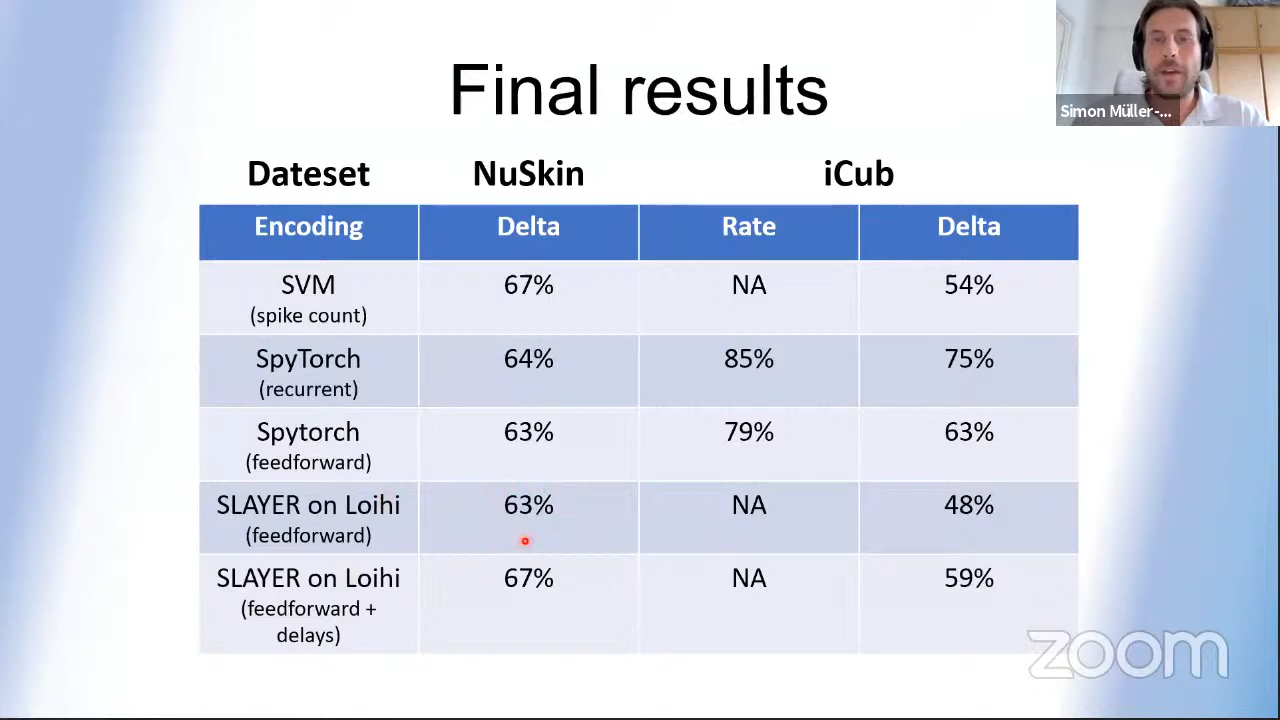 Final results
Simon Müller-...
Dateset NuSkin iCub
Encoding Delta Rate Delta
SVM 67% NA 54%
(spike count)
SpyTorch 64% 85% 75%
(recurrent)
Spytorch 63% 79% 63%
(feedforward)
SLAYER on Loihi 63% NA 48%
(feedforward)
SLAYER on Loihi 67% NA 59%
(feedforward +
delays)
zoom